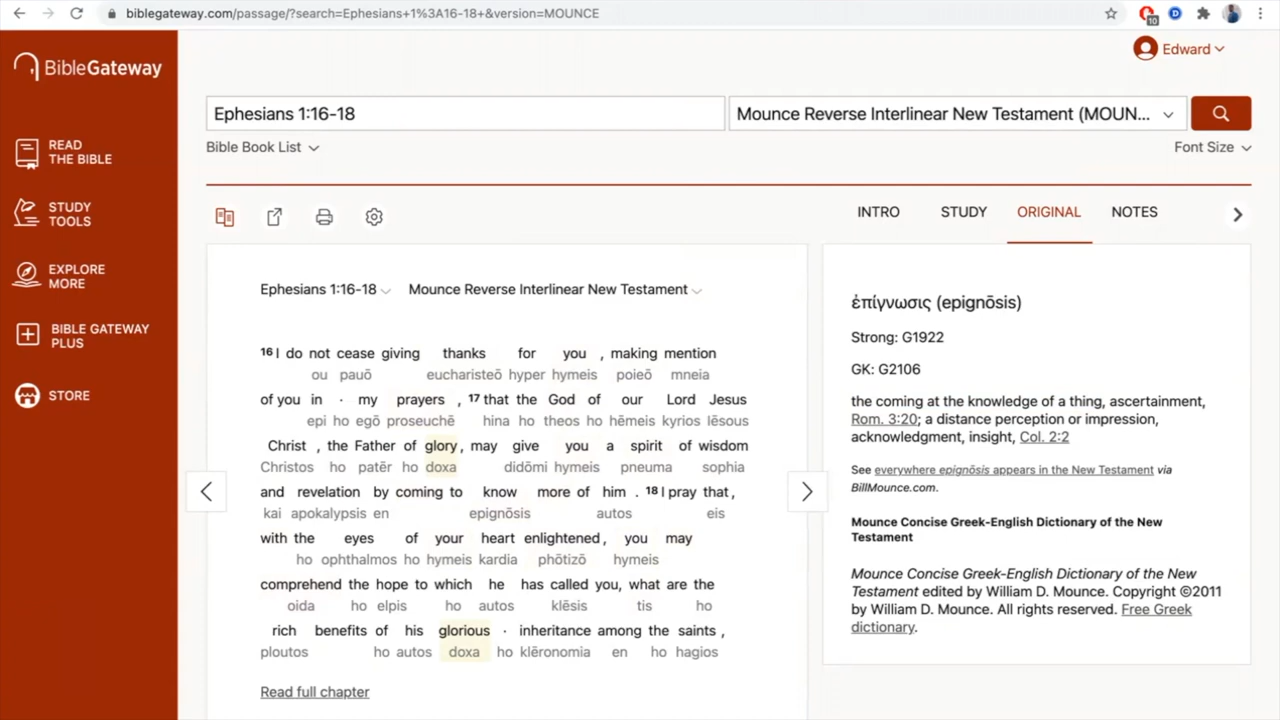 biblegateway.com/passage/?search=Ephesians+1%3A16-18+&version=MOUNCE
10
D
BibleGateway
Edward
READ
THE BIBLE
STUDY
TOOLS
EXPLORE
MORE
BIBLE GATEWAY
PLUS
STORE
Ephesians 1:16-18
Mounce Reverse Interlinear New Testament (MOUN...
Bible Book List
Font Size
INTRO
STUDY
ORIGINAL
NOTES
Ephesians 1:16-18
Mounce Reverse Interlinear New Testament
16 I do not cease giving thanks for you , making mention
ou pauō eucharisteō hyper hymeis poieō mneia
of you in · my prayers , 17 that the God of our Lord Jesus
epi ho egō proseuchē hina ho theos ho hēmeis kyrios Iēsous
Christ , the Father of glory, may give you a spirit of wisdom
Christos ho patēr ho doxa didōmi hymeis pneuma sophia
and revelation by coming to know more of him . 18 I pray that ,
kai apokalypsis en epignōsis autos eis
with the eyes of your heart enlightened, you may
ho ophthalmos ho hymeis kardia phōtizō hymeis
comprehend the hope to which he has called you, what are the
oida ho elpis ho autos klēsis tis ho
rich benefits of his glorious · inheritance among the saints ,
ploutos ho autos doxa ho klēronomia en ho hagios
Read full chapter
ἐπίγνωσις (epignōsis)
Strong: G1922
GK: G2106
the coming at the knowledge of a thing, ascertainment,
Rom. 3:20; a distance perception or impression,
acknowledgment, insight, Col. 2:2
See everywhere epignōsis appears in the New Testament via
BillMounce.com.
Mounce Concise Greek-English Dictionary of the New
Testament
Mounce Concise Greek-English Dictionary of the New
Testament edited by William D. Mounce. Copyright ©2011
by William D. Mounce. All rights reserved. Free Greek
dictionary.